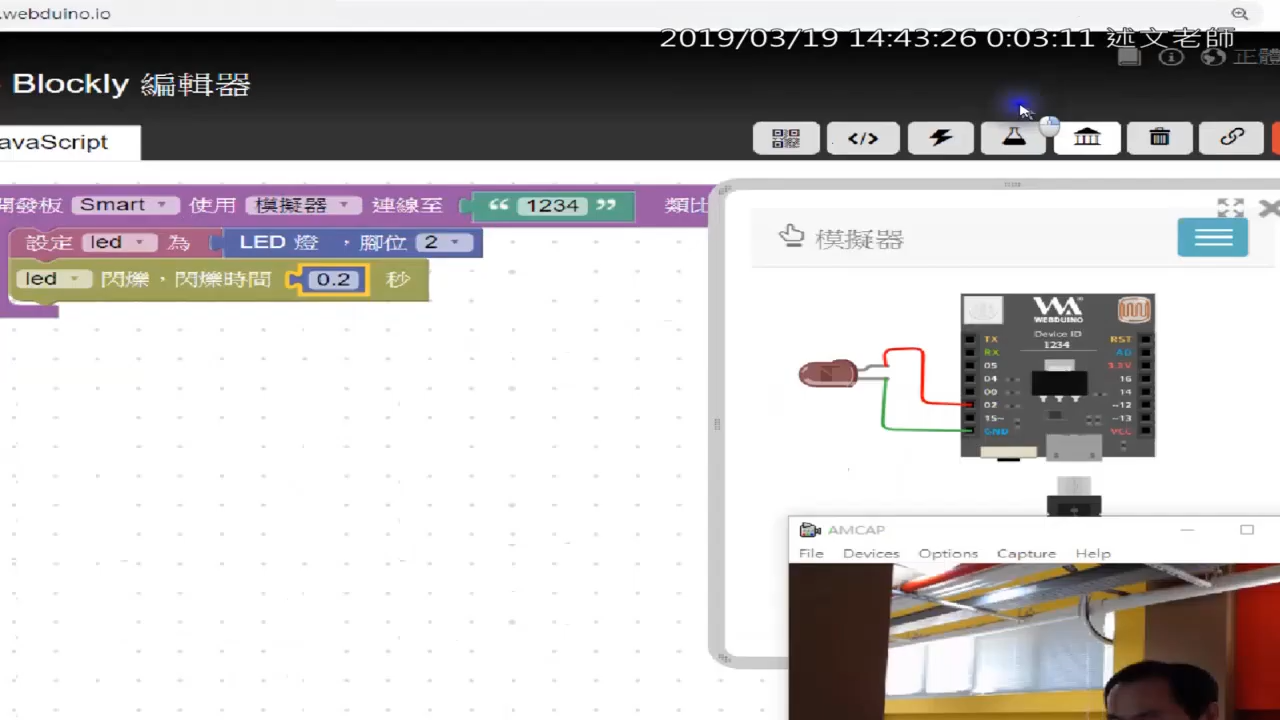 .webduino.io
2019/03/19 14:43:26 0:03:11 述文老師
正體
Blockly 編輯器
avaScript
開發板 Smart 使用 模擬器 連線至 “ 1234 ” 類比
設定 led 為 LED 燈 ，腳位 2
led 閃爍，閃爍時間 0.2 秒
模擬器
WEBDUINO
Device ID
1234
TX RST
RX AD
05 3.3V
04 16
00 14
02 ~12
15~ ~13
GND VCC
AMCAP
File Devices Options Capture Help